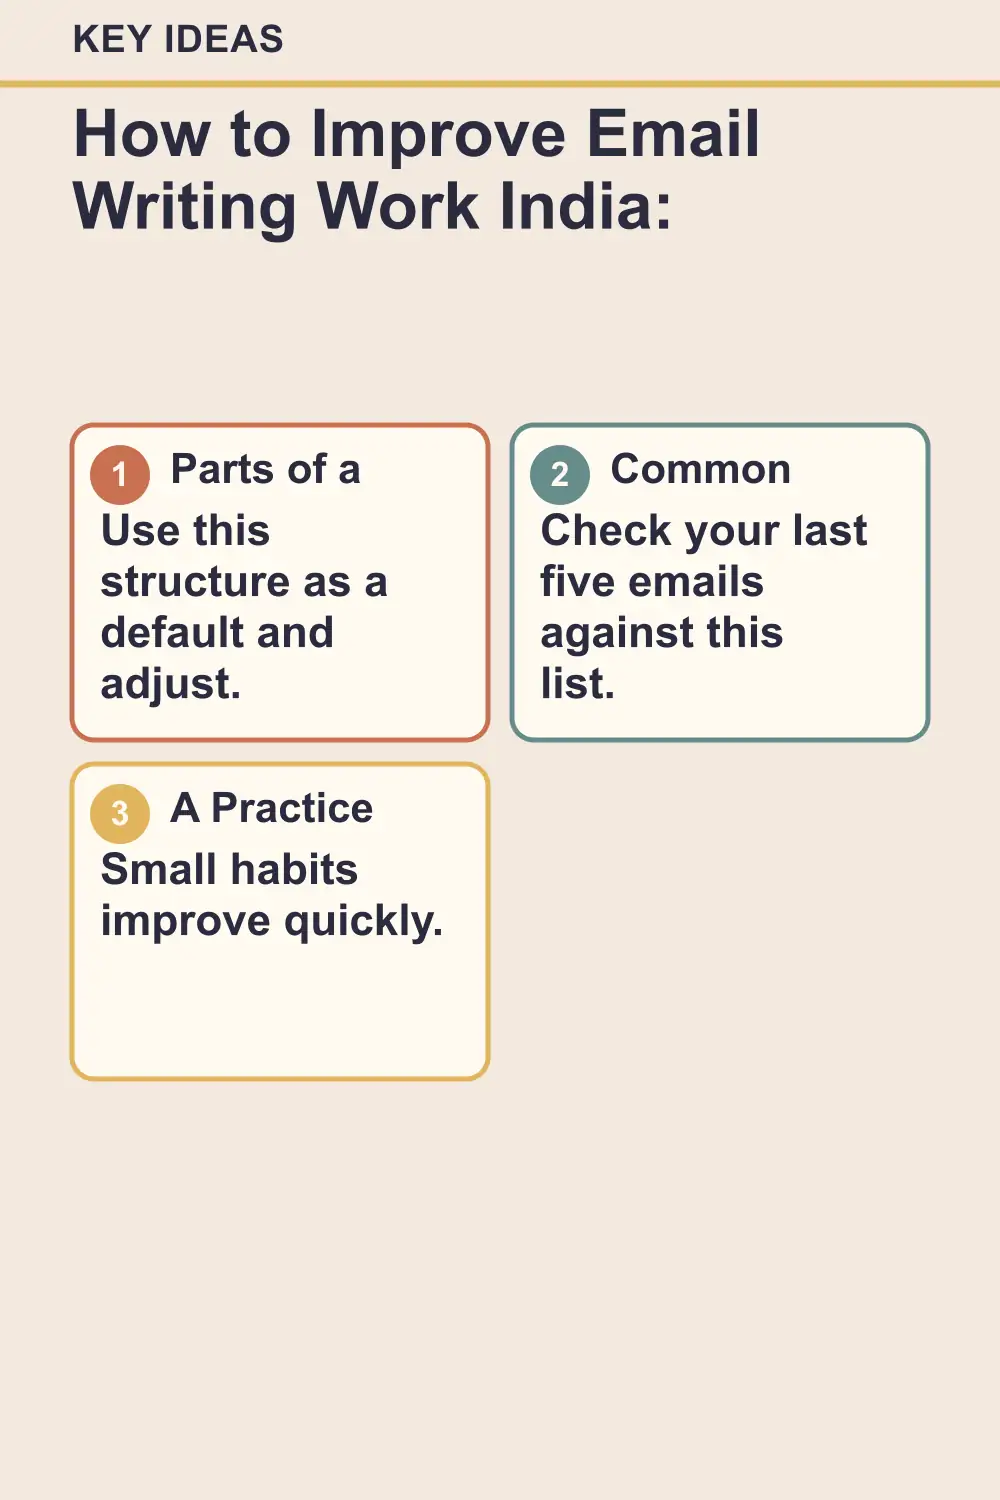 KEY IDEAS
How to Improve Email
Writing Work India:
1 Parts of a
Use this
structure as a
default and
adjust.
2 Common
Check your last
five emails
against this
list.
3 A Practice
Small habits
improve quickly.